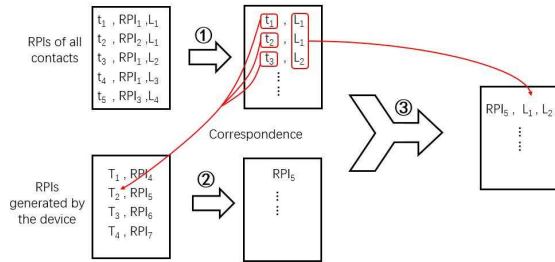 RPIs of all
contacts
t₁ , RPI₁ , L₁
t₂ , RPI₂ , L₁
t₃ , RPI₁ , L₂
t₄ , RPI₁ , L₃
t₅ , RPI₃ , L₄
①
t₁ , L₁
t₂ , L₁
t₃ , L₂
⋮ ⋮
Correspondence
③
RPI₅ , L₁ , L₂
⋮ ⋮
RPIs
generated by
the device
T₁ , RPI₄
T₂ , RPI₅
T₃ , RPI₆
T₄ , RPI₇
②
RPI₅
⋮